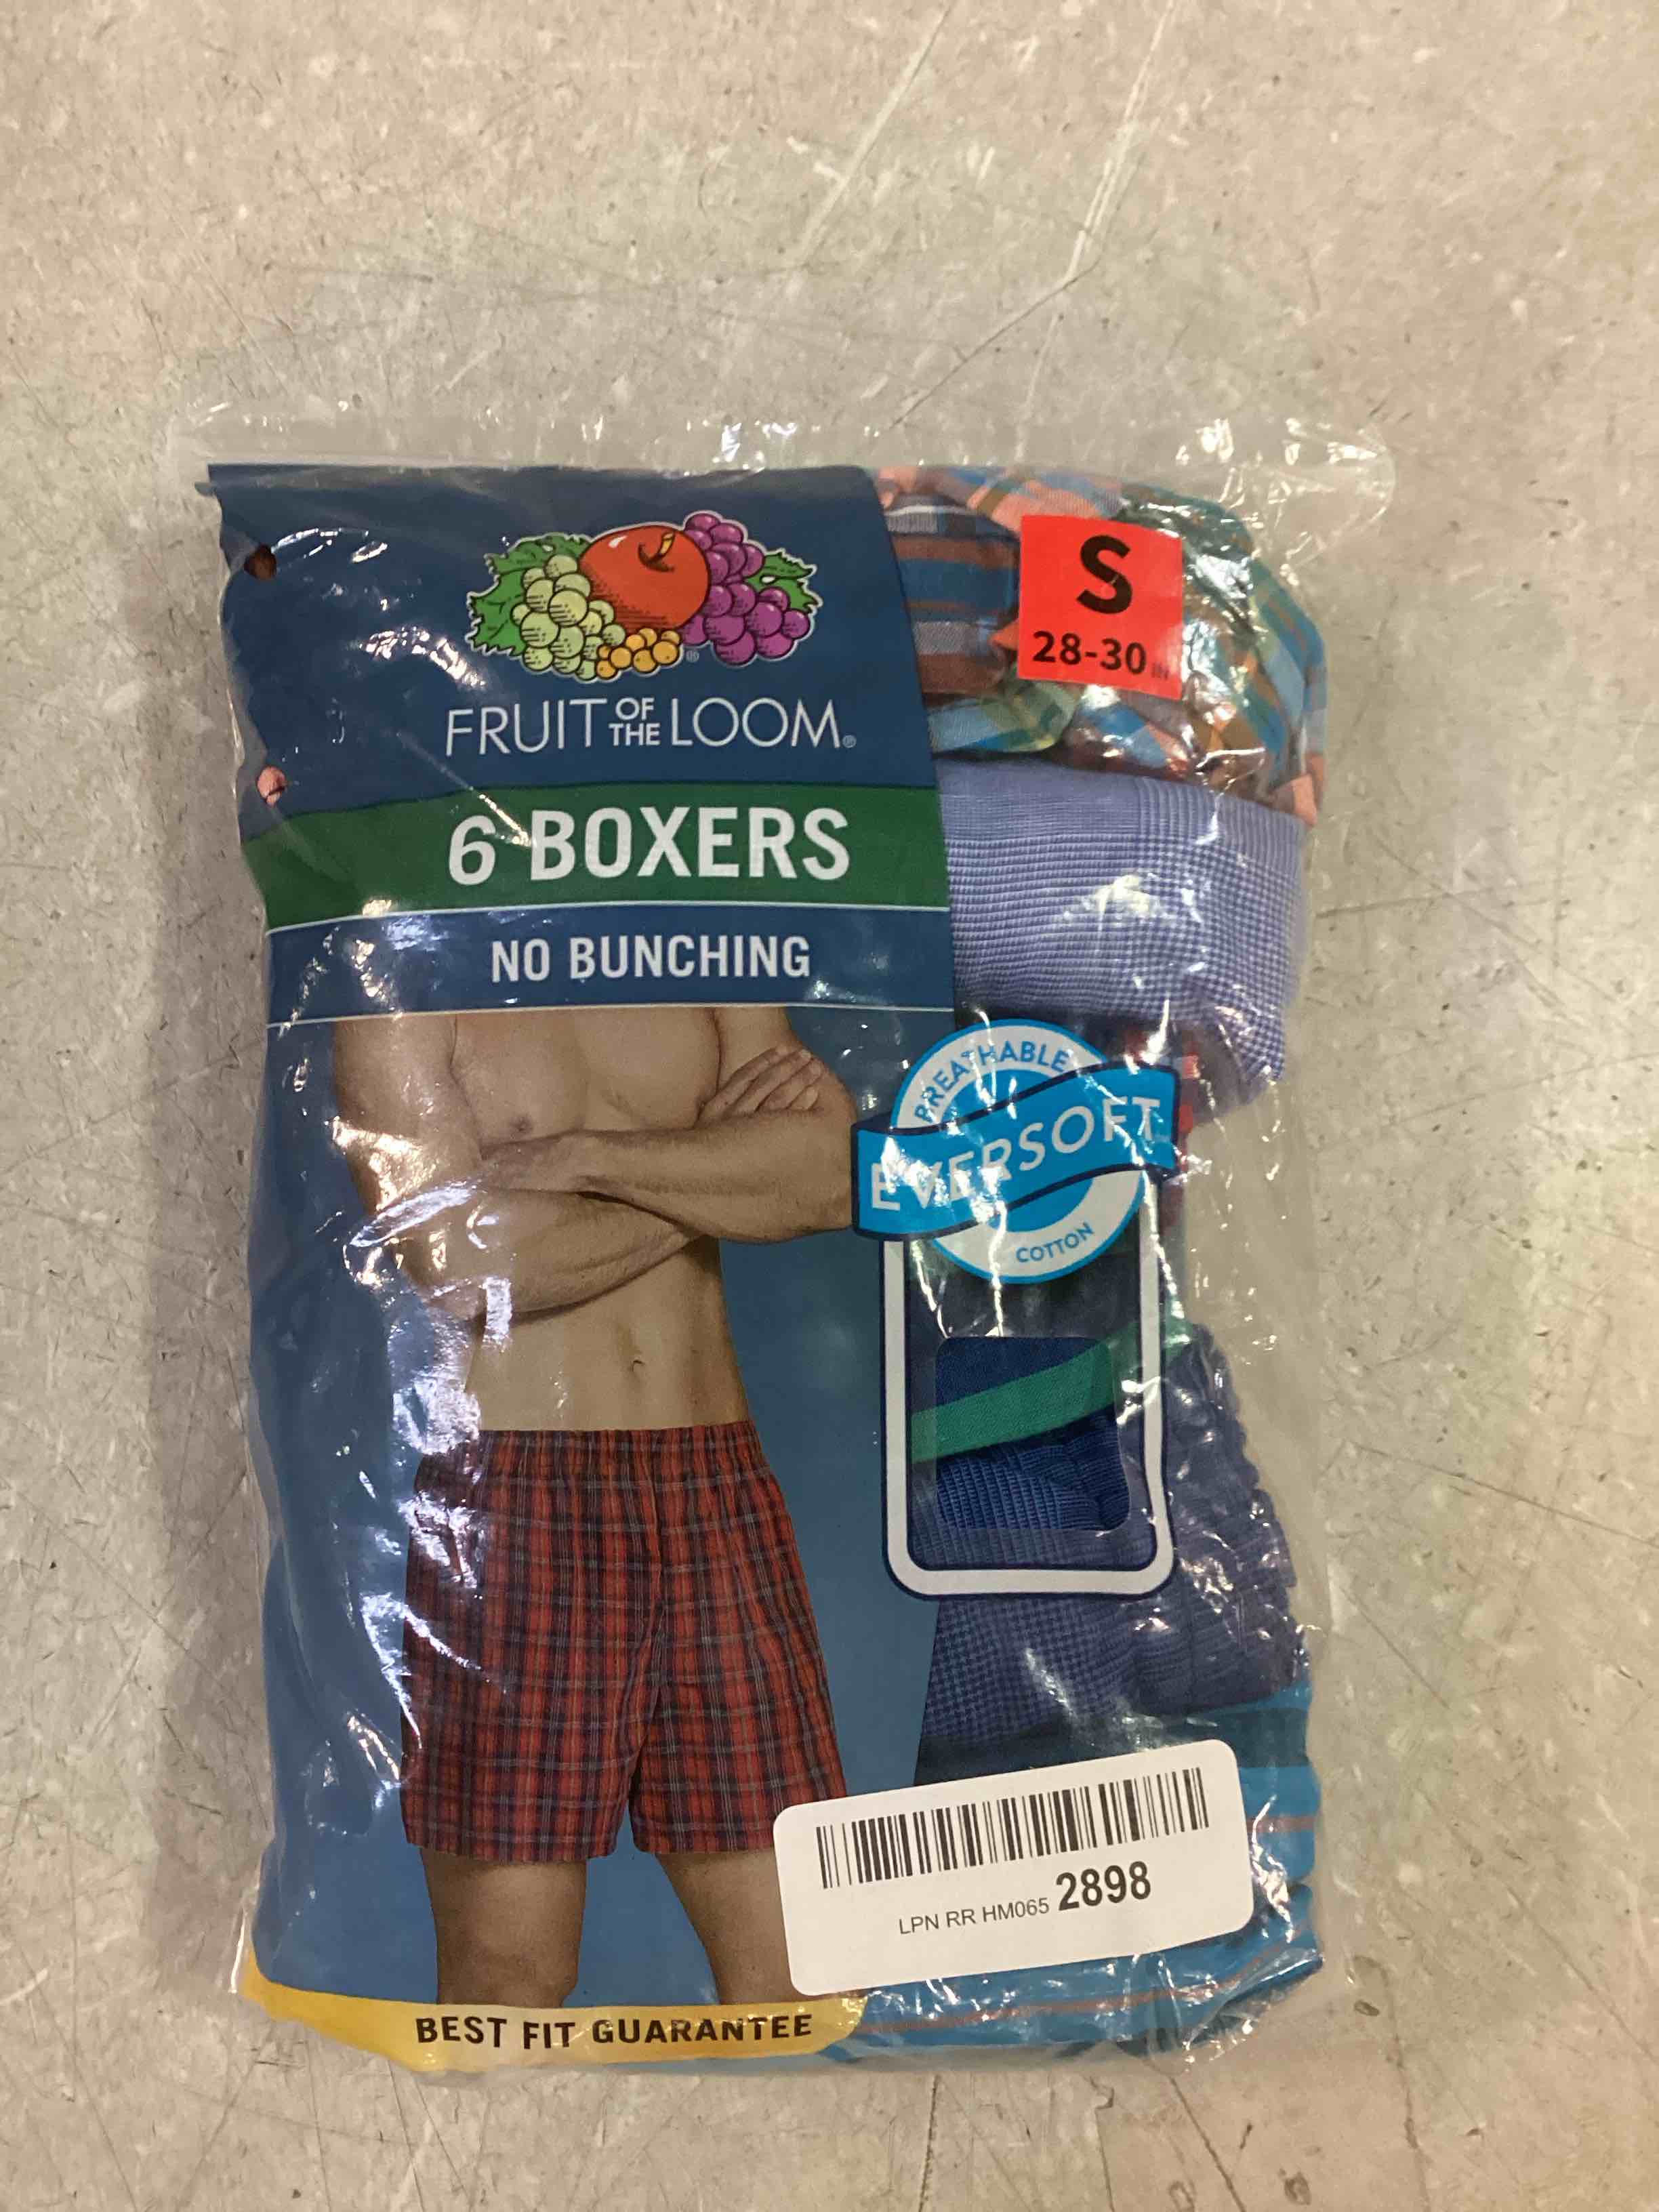 S
28-30 IN
FRUIT OF THE LOOM®
6 BOXERS
NO BUNCHING
BREATHABLE
EVERSOFT
COTTON
LPN RR HM065 2898
BEST FIT GUARANTEE